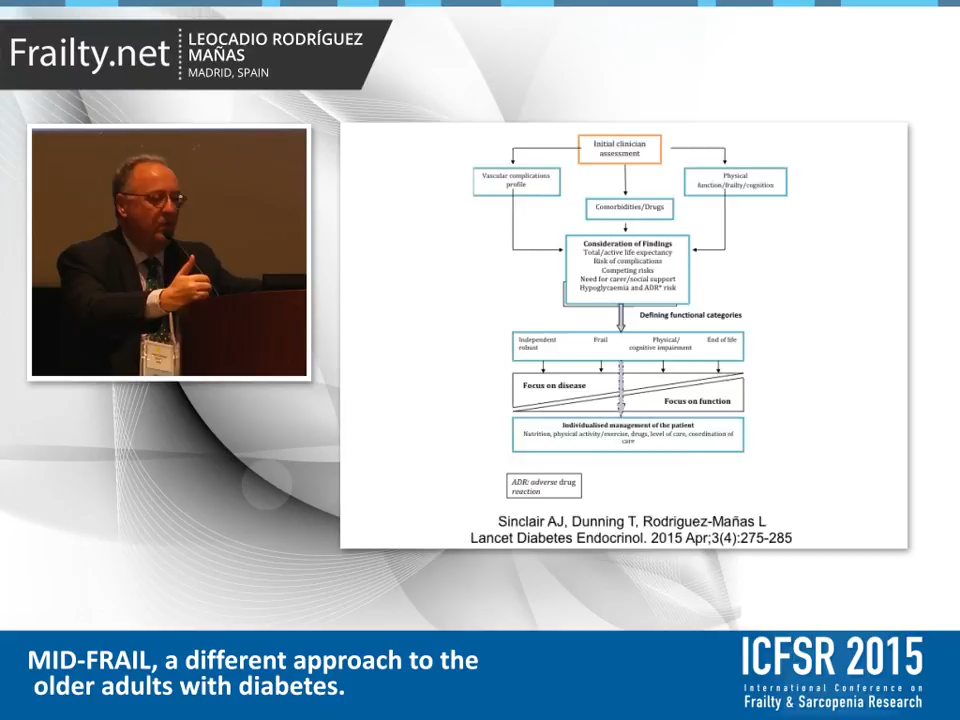 Frailty.net
LEOCADIO RODRÍGUEZ
MAÑAS
MADRID, SPAIN
Initial clinician
assessment
Vascular complications
profile
Physical
function/frailty/cognition
Comorbidities/Drugs
Consideration of Findings
Total/active life expectancy
Risk of complications
Competing risks
Need for carer/social support
Hypoglycaemia and ADR* risk
Defining functional categories
Independent
robust
Frail
Physical/
cognitive impairment
End of life
Focus on disease
Focus on function
Individualised management of the patient
Nutrition, physical activity/exercise, drugs, level of care, coordination of
care
ADR: adverse drug
reaction
Sinclair AJ, Dunning T, Rodriguez-Mañas L
Lancet Diabetes Endocrinol. 2015 Apr;3(4):275-285
MID-FRAIL, a different approach to the
older adults with diabetes.
ICFSR 2015
International Conference on
Frailty & Sarcopenia Research